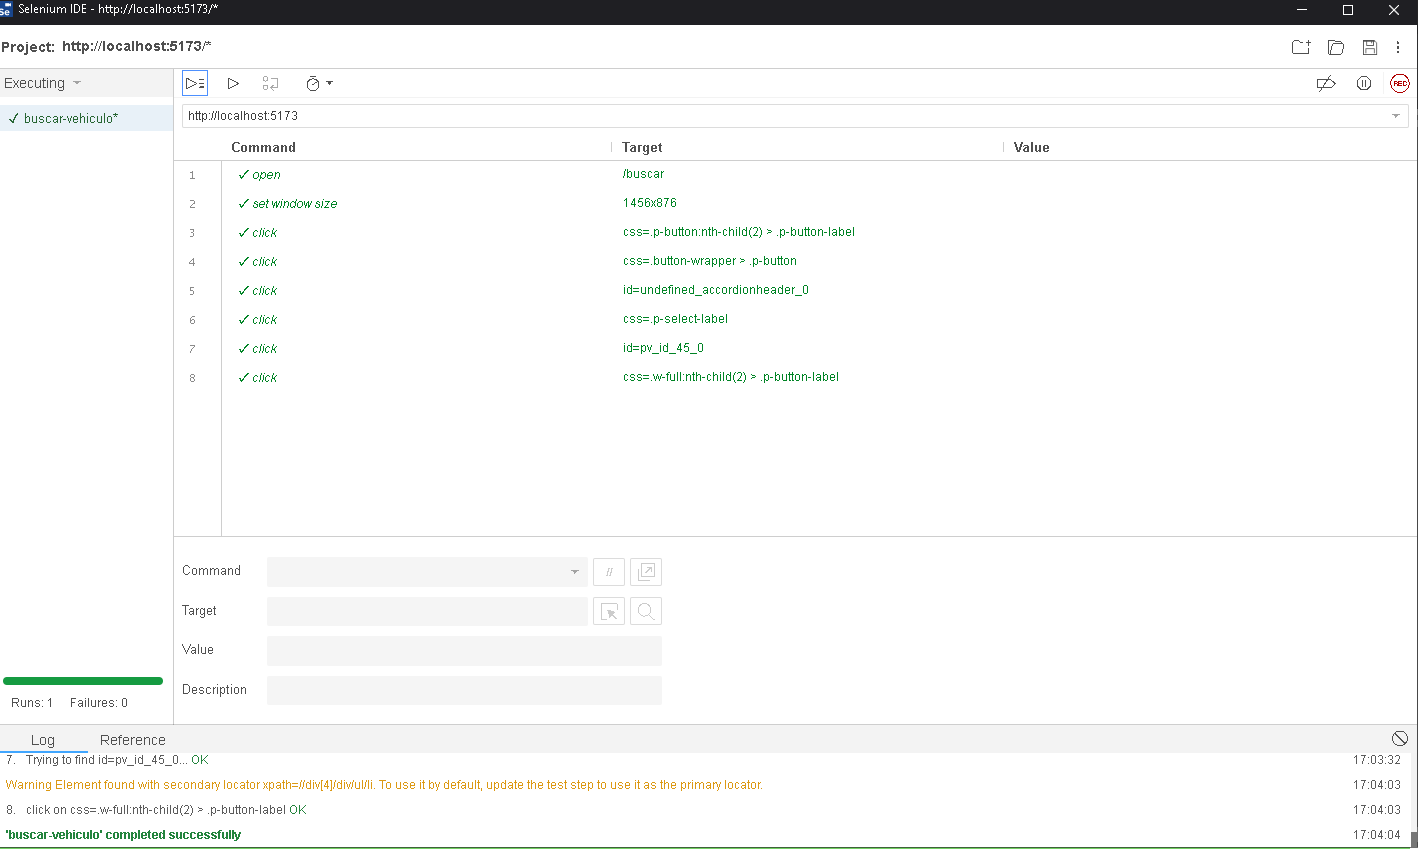 Selenium IDE - http://localhost:5173/*
Project: http://localhost:5173/*
Executing
✓ buscar-vehiculo*
http://localhost:5173
Command Target Value
1 ✓ open /buscar
2 ✓ set window size 1456x876
3 ✓ click css=.p-button:nth-child(2) > .p-button-label
4 ✓ click css=.button-wrapper > .p-button
5 ✓ click id=undefined_accordionheader_0
6 ✓ click css=.p-select-label
7 ✓ click id=pv_id_45_0
8 ✓ click css=.w-full:nth-child(2) > .p-button-label
REC
Command //
Target
Value
Description
Runs: 1 Failures: 0
Log Reference
7. Trying to find id=pv_id_45_0... OK 17:03:32
Warning Element found with secondary locator xpath=//div[4]/div/ul/li. To use it by default, update the test step to use it as the primary locator. 17:04:03
8. click on css=.w-full:nth-child(2) > .p-button-label OK 17:04:03
'buscar-vehiculo' completed successfully 17:04:04